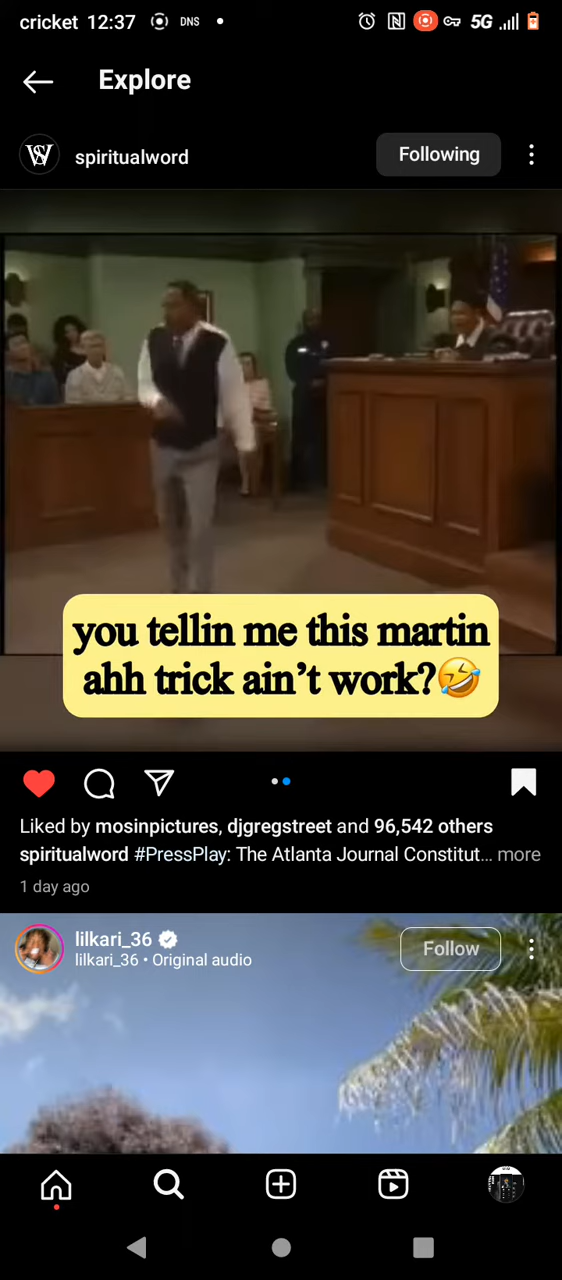 cricket 12:37 DNS 5G
Explore
spiritualword Following
you tellin me this martin
ahh trick ain't work?🤣
Liked by mosinpictures, djgregstreet and 96,542 others
spiritualword #PressPlay: The Atlanta Journal Constitut... more
1 day ago
lilkari_36 Follow
lilkari_36 • Original audio